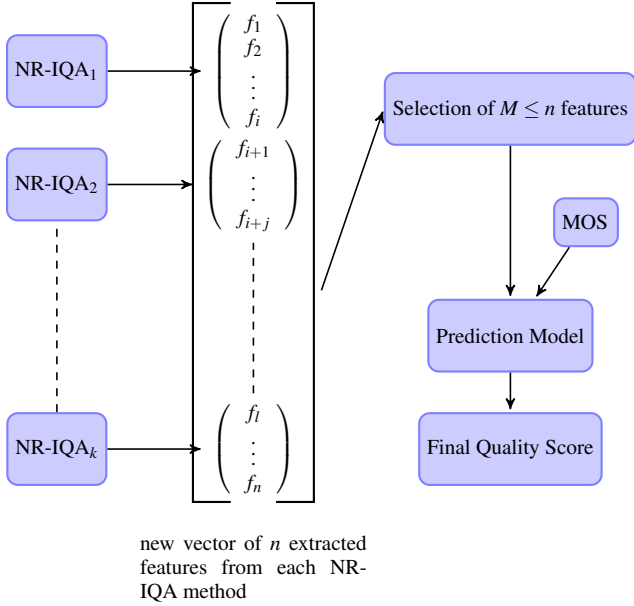 NR-IQA₁
f₁
f₂
⋮
fᵢ
NR-IQA₂
fᵢ₊₁
⋮
fᵢ₊ⱼ
NR-IQAₖ
fₗ
⋮
fₙ
new vector of n extracted
features from each NR-
IQA method
Selection of M ≤ n features
MOS
Prediction Model
Final Quality Score